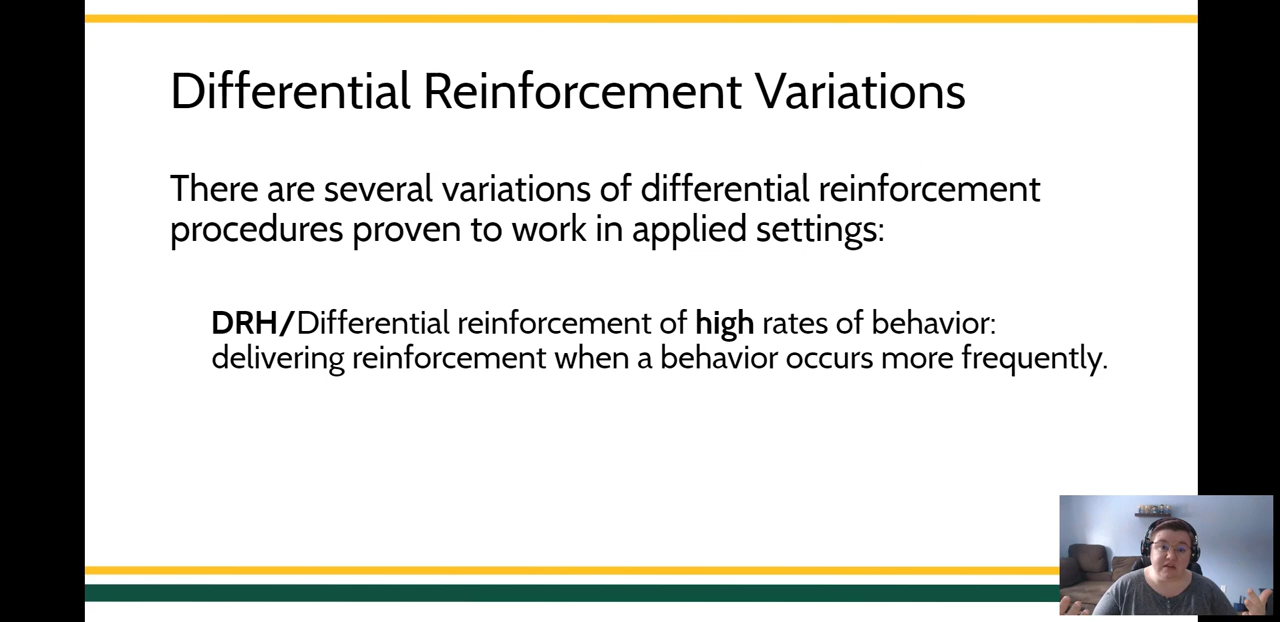 Differential Reinforcement Variations
There are several variations of differential reinforcement
procedures proven to work in applied settings:
DRH/Differential reinforcement of high rates of behavior:
delivering reinforcement when a behavior occurs more frequently.